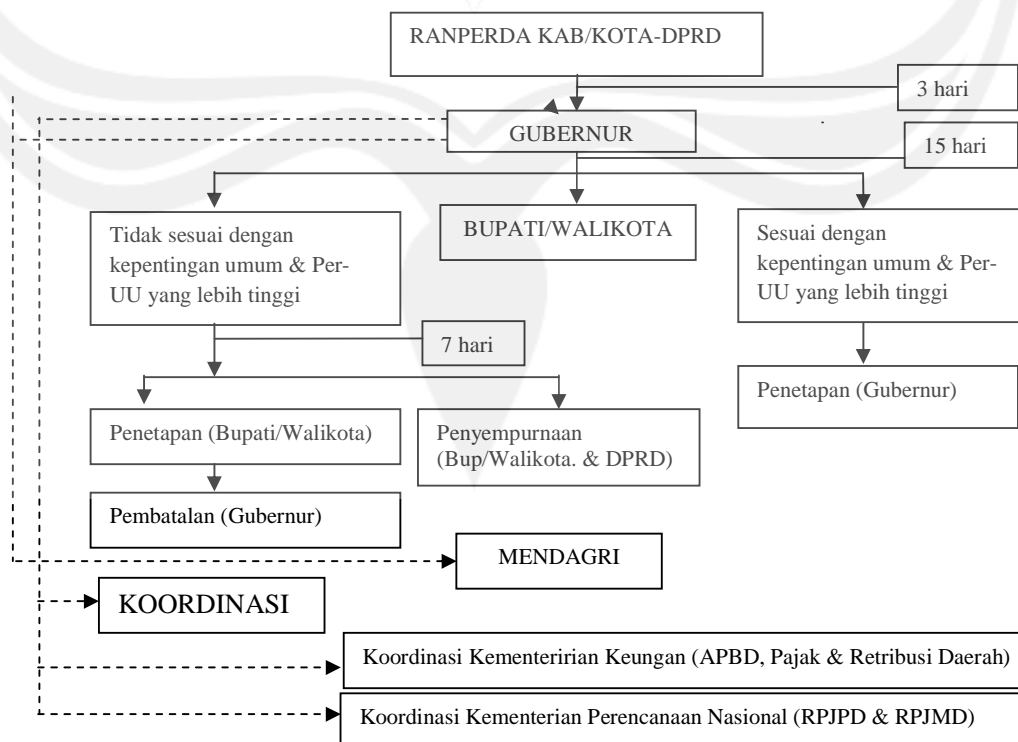 RANPERDA KAB/KOTA-DPRD
3 hari
GUBERNUR
15 hari
Tidak sesuai dengan
kepentingan umum & Per-
UU yang lebih tinggi
BUPATI/WALIKOTA
Sesuai dengan
kepentingan umum & Per-
UU yang lebih tinggi
7 hari
Penetapan (Gubernur)
Penetapan (Bupati/Walikota)
Penyempurnaan
(Bup/Walikota. & DPRD)
Pembatalan (Gubernur)
MENDAGRI
KOORDINASI
Koordinasi Kementeririan Keungan (APBD, Pajak & Retribusi Daerah)
Koordinasi Kementerian Perencanaan Nasional (RPJPD & RPJMD)